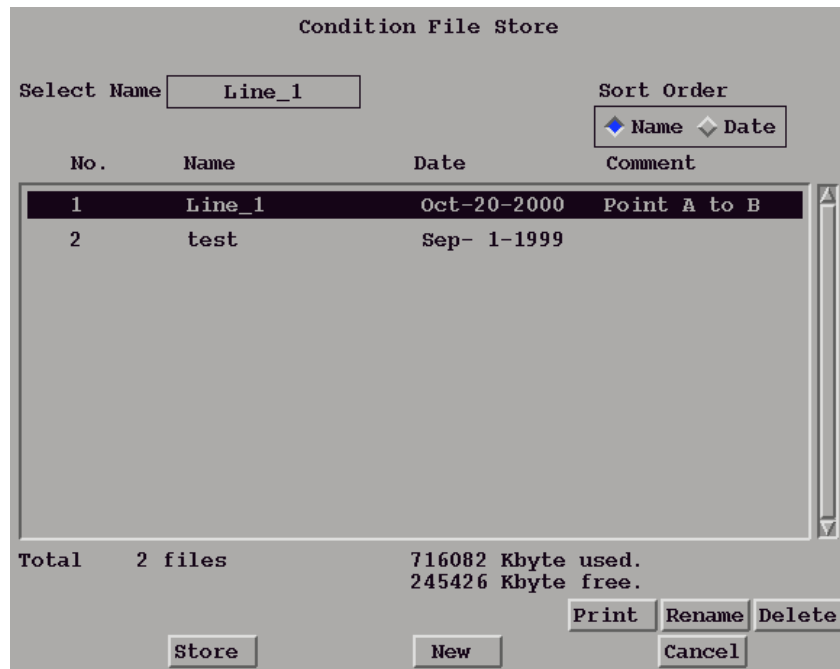 Condition File Store
Select Name Line_1 Sort Order
Name Date
No. Name Date Comment
1 Line_1 Oct-20-2000 Point A to B
2 test Sep- 1-1999
Total 2 files 716082 Kbyte used.
245426 Kbyte free.
Print Rename Delete
Store New Cancel